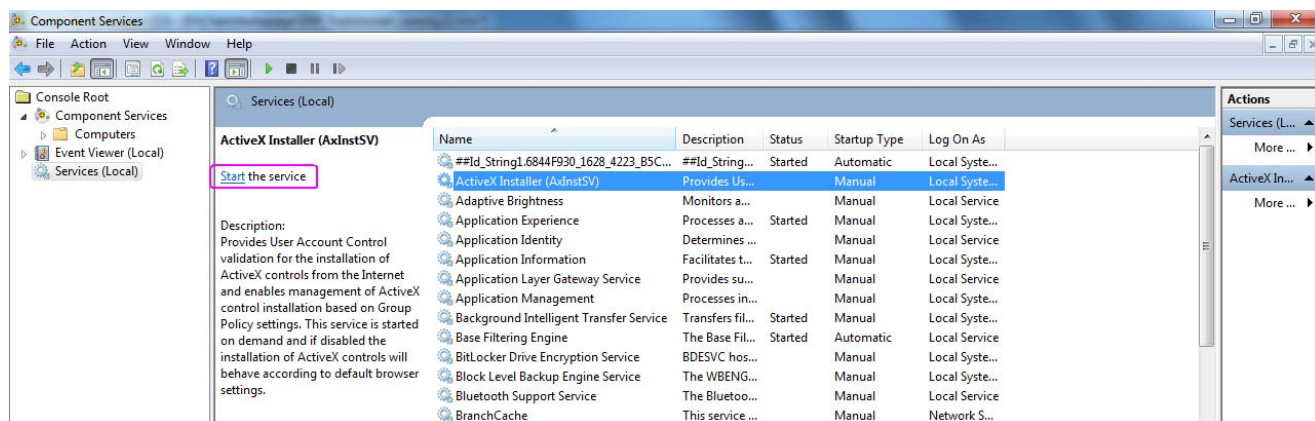 Component Services
File Action View Window Help
Console Root
Component Services
Computers
Event Viewer (Local)
Services (Local)
Services (Local)
ActiveX Installer (AxInstSV)
Start the service
Description:
Provides User Account Control
validation for the installation of
ActiveX controls from the Internet
and enables management of ActiveX
control installation based on Group
Policy settings. This service is started
on demand and if disabled the
installation of ActiveX controls will
behave according to default browser
settings.
Name Description Status Startup Type Log On As
##Id_String1.6844F930_1628_4223_B5C... ##Id_String... Started Automatic Local Syste...
ActiveX Installer (AxInstSV) Provides Us... Manual Local Syste...
Adaptive Brightness Monitors a... Manual Local Service
Application Experience Processes a... Started Manual Local Syste...
Application Identity Determines ... Manual Local Service
Application Information Facilitates t... Started Manual Local Syste...
Application Layer Gateway Service Provides su... Manual Local Service
Application Management Processes in... Manual Local Syste...
Background Intelligent Transfer Service Transfers fil... Started Manual Local Syste...
Base Filtering Engine The Base Fil... Started Automatic Local Service
BitLocker Drive Encryption Service BDESVC hos... Manual Local Syste...
Block Level Backup Engine Service The WBENG... Manual Local Syste...
Bluetooth Support Service The Bluetoo... Manual Local Service
BranchCache This service ... Manual Network S...
Actions
Services (L...
More ...
ActiveX In...
More ...